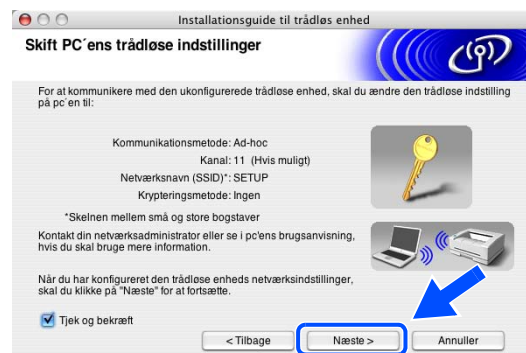 Installationsguide til trådløs enhed
Skift PC´ens trådløse indstillinger
For at kommunikere med den ukonfigurerede trådløse enhed, skal du ændre den trådløse indstilling
på pc´en til:
Kommunikationsmetode: Ad-hoc
Kanal: 11 (Hvis muligt)
Netværksnavn (SSID)*: SETUP
Krypteringsmetode: Ingen
*Skelnen mellem små og store bogstaver
Kontakt din netværksadministrator eller se i pc'ens brugsanvisning,
hvis du skal bruge mere information.
Når du har konfigureret den trådløse enheds netværksindstillinger,
skal du klikke på "Næste" for at fortsætte.
Tjek og bekræft
< Tilbage
Næste >
Annuller